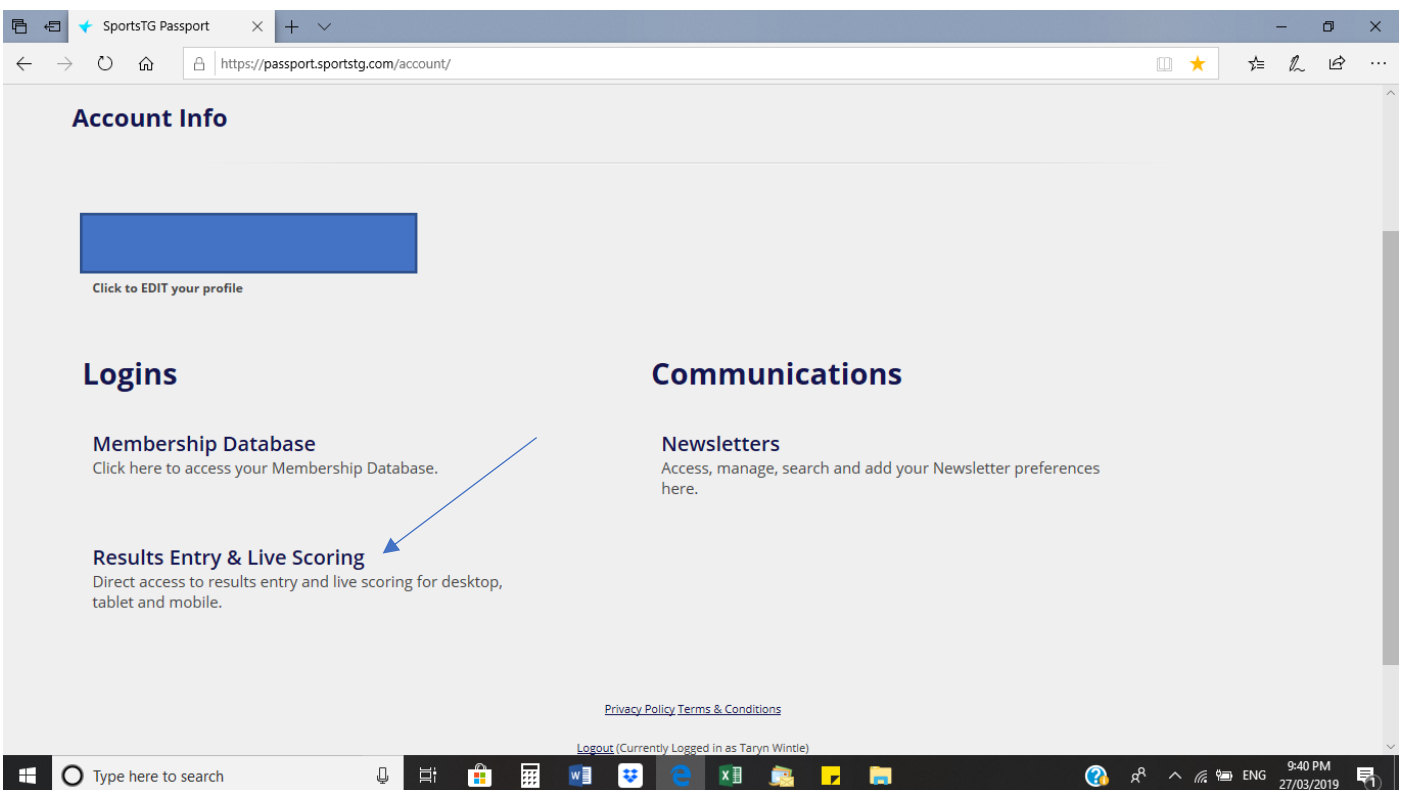 SportsTG Passport
https://passport.sportstg.com/account/
Account Info
Click to EDIT your profile
Logins
Communications
Membership Database
Click here to access your Membership Database.
Newsletters
Access, manage, search and add your Newsletter preferences
here.
Results Entry & Live Scoring
Direct access to results entry and live scoring for desktop,
tablet and mobile.
Privacy Policy Terms & Conditions
Logout (Currently Logged in as Taryn Wintle)
Type here to search
ENG
9:40 PM
27/03/2019